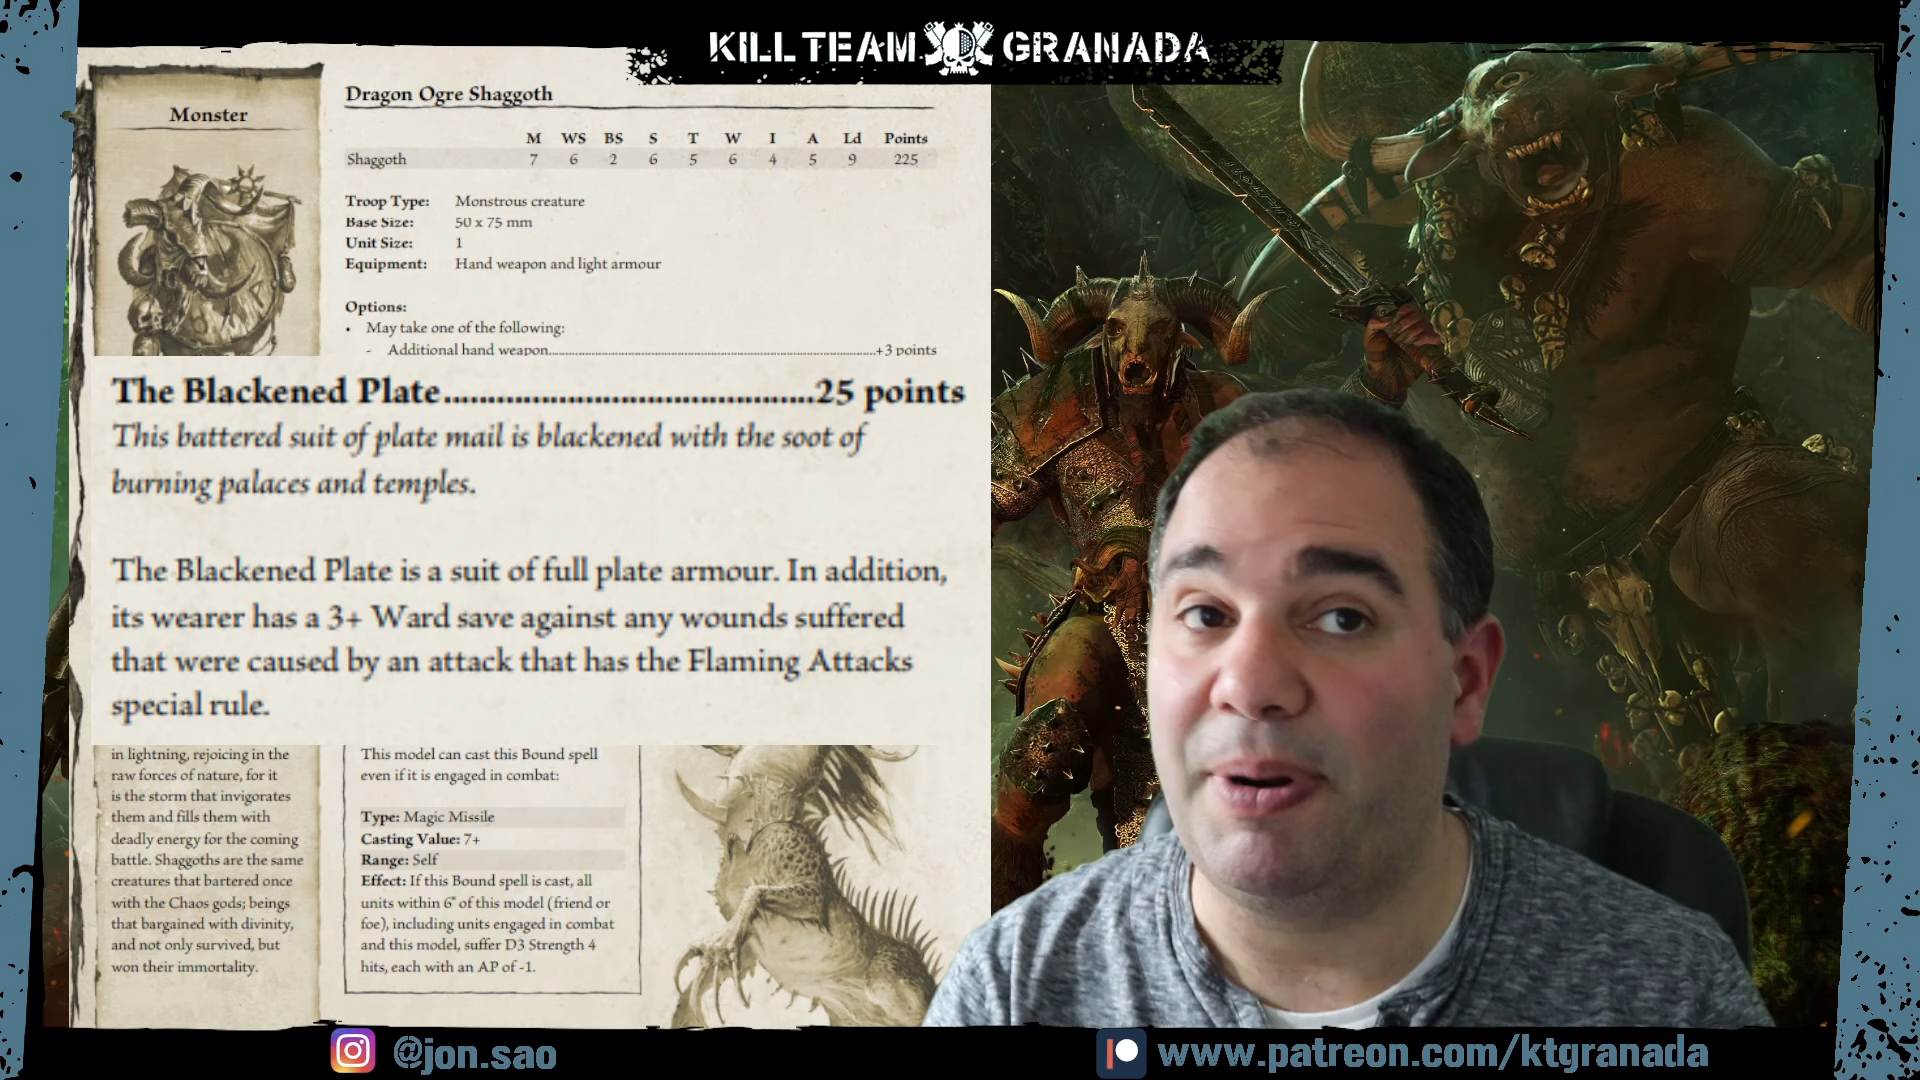 KILL TEAM GRANADA
Monster
Dragon Ogre Shaggoth
M WS BS S T W I A Ld Points
Shaggoth 7 6 2 6 5 6 4 5 9 225
Troop Type: Monstrous creature
Base Size: 50 x 75 mm
Unit Size: 1
Equipment: Hand weapon and light armour
Options:
• May take one of the following:
- Additional hand weapon...+3 points
The Blackened Plate...25 points
This battered suit of plate mail is blackened with the soot of
burning palaces and temples.
The Blackened Plate is a suit of full plate armour. In addition,
its wearer has a 3+ Ward save against any wounds suffered
that were caused by an attack that has the Flaming Attacks
special rule.
in lightning, rejoicing in the
raw forces of nature, for it
is the storm that invigorates
them and fills them with
deadly energy for the coming
battle. Shaggoths are the same
creatures that bartered once
with the Chaos gods; beings
that bargained with divinity,
and not only survived, but
won their immortality.
This model can cast this Bound spell
even if it is engaged in combat:
Type: Magic Missile
Casting Value: 7+
Range: Self
Effect: If this Bound spell is cast, all
units within 6" of this model (friend or
foe), including units engaged in combat
and this model, suffer D3 Strength 4
hits, each with an AP of -1.
@jon.sao
www.patreon.com/ktgranada